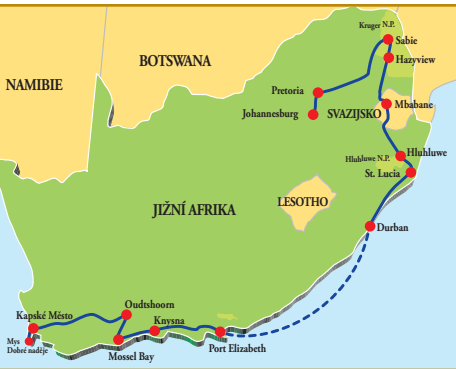 Kruger N.P.
Sabie
BOTSWANA
Hazyview
NAMIBIE
Pretoria
Mbabane
Johannesburg
SVAZIJSKO
Hluhluwe
Hluhluwe N.P.
St. Lucia
LESOTHO
JIŽNÍ AFRIKA
Durban
Oudtshoorn
Kapské Město
Knysna
Mys
Dobré naděje
Port Elizabeth
Mossel Bay